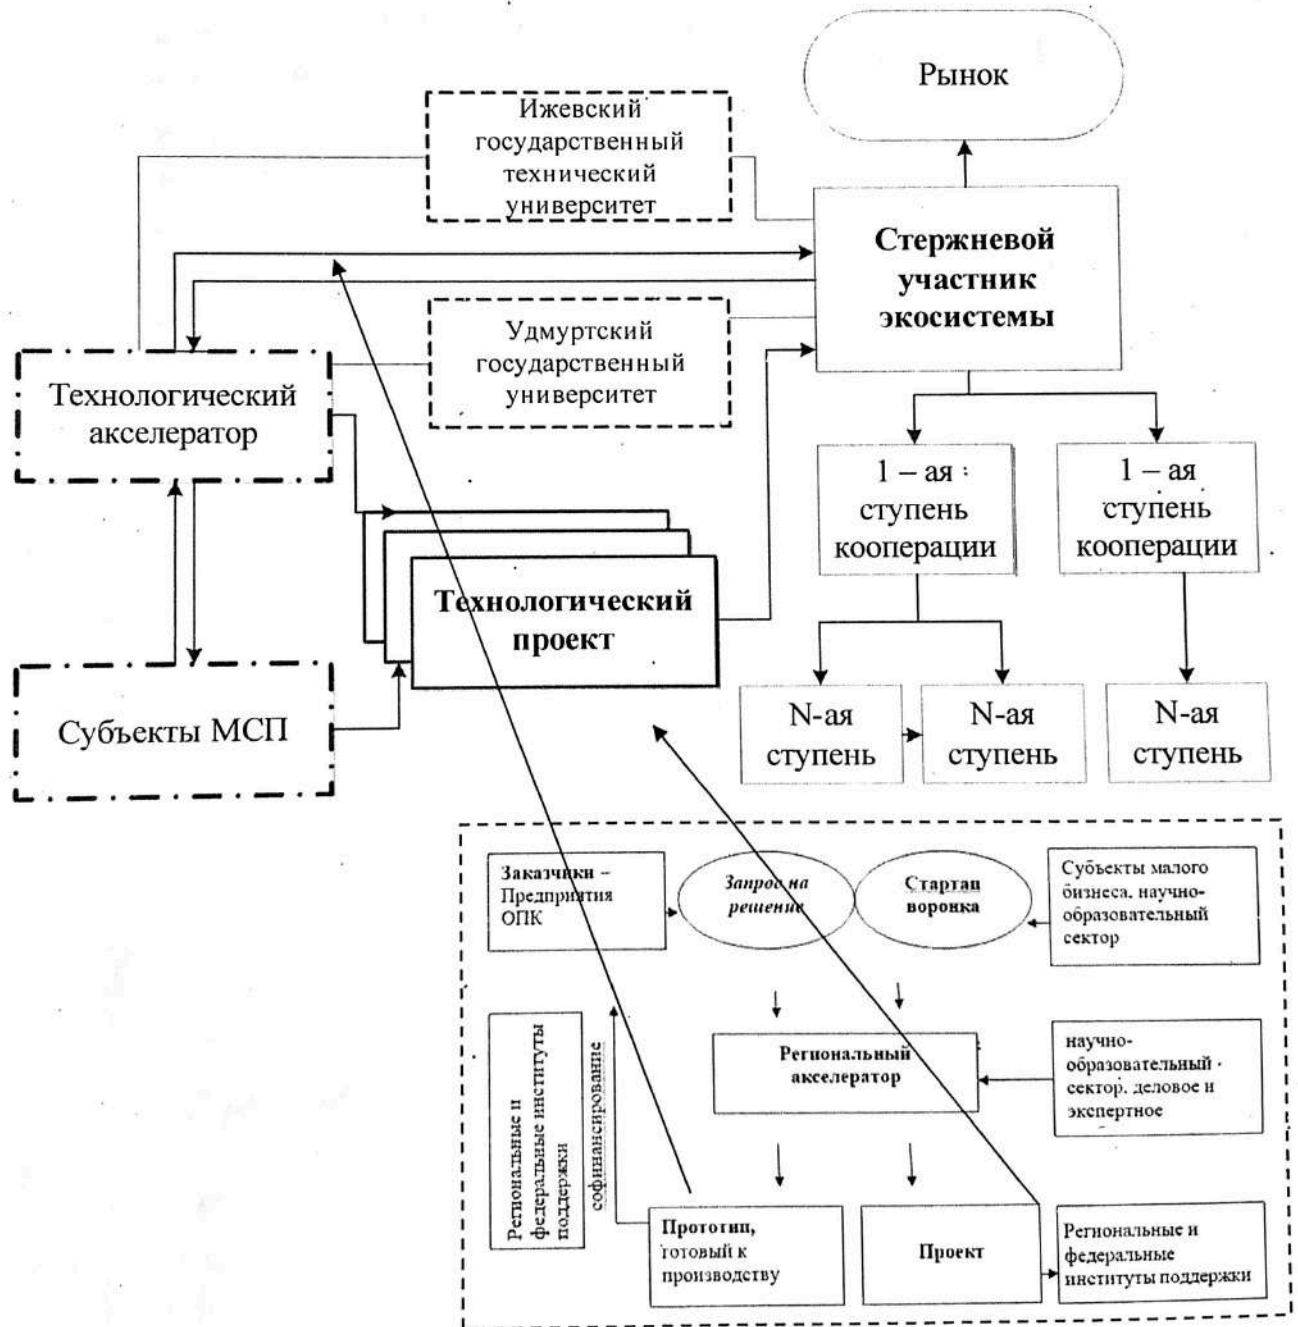 Рынок
Ижевский
государственный
технический
университет
Стержневой
участник
экосистемы
Удмуртский
государственный
университет
Технологический
акселератор
1 – ая
ступень
кооперации
1 – ая
ступень
кооперации
Технологический
проект
Субъекты МСП
N-ая
ступень
N-ая
ступень
N-ая
ступень
Заказчики –
Предприятия
ОПК
Запрос на
решение
Стартап
воронка
Субъекты малого
бизнеса, научно-
образовательный
сектор
Региональные и
федеральные институты
поддержки
софинансирование
Региональный
акселератор
научно-
образовательный
сектор, деловое и
экспертное
Прототип,
готовый к
производству
Проект
Региональные и
федеральные
институты поддержки